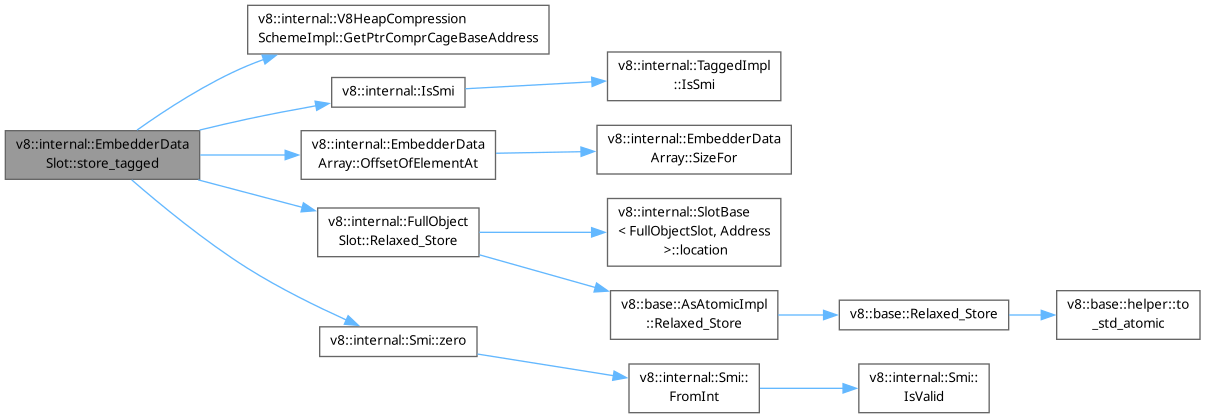 v8::internal::V8HeapCompression
SchemeImpl::GetPtrComprCageBaseAddress
v8::internal::TaggedImpl
::IsSmi
v8::internal::IsSmi
v8::internal::EmbedderData
Slot::store_tagged
v8::internal::EmbedderData
Array::OffsetOfElementAt
v8::internal::EmbedderData
Array::SizeFor
v8::internal::FullObject
Slot::Relaxed_Store
v8::internal::SlotBase
< FullObjectSlot, Address
>::location
v8::base::AsAtomicImpl
::Relaxed_Store
v8::base::Relaxed_Store
v8::base::helper::to
_std_atomic
v8::internal::Smi::zero
v8::internal::Smi::
FromInt
v8::internal::Smi::
IsValid